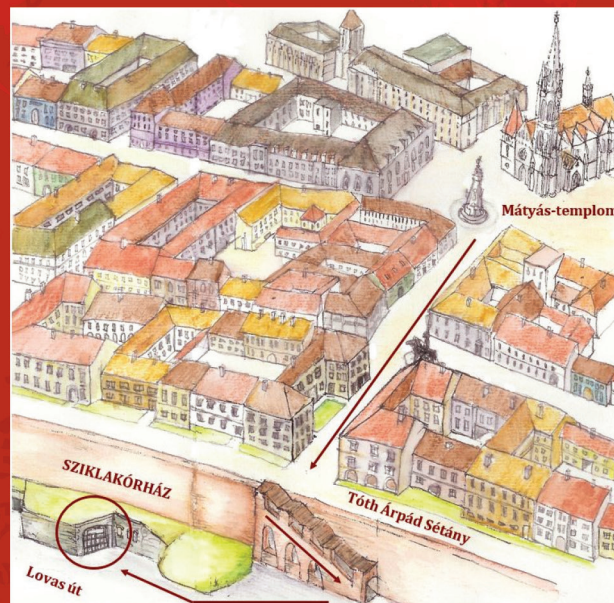 Mátyás-templom
SZIKLAKÓRHÁZ
Tóth Árpád Sétány
Lovas út